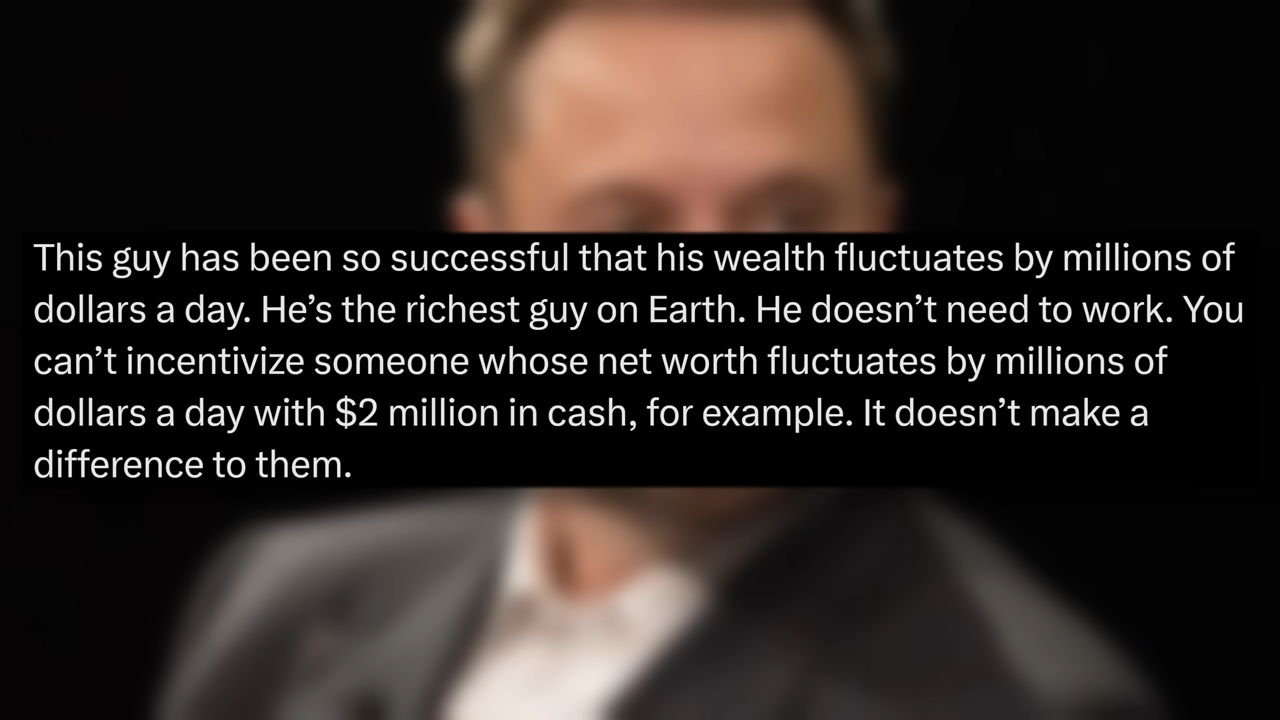 This guy has been so successful that his wealth fluctuates by millions of
dollars a day. He’s the richest guy on Earth. He doesn’t need to work. You
can’t incentivize someone whose net worth fluctuates by millions of
dollars a day with $2 million in cash, for example. It doesn’t make a
difference to them.